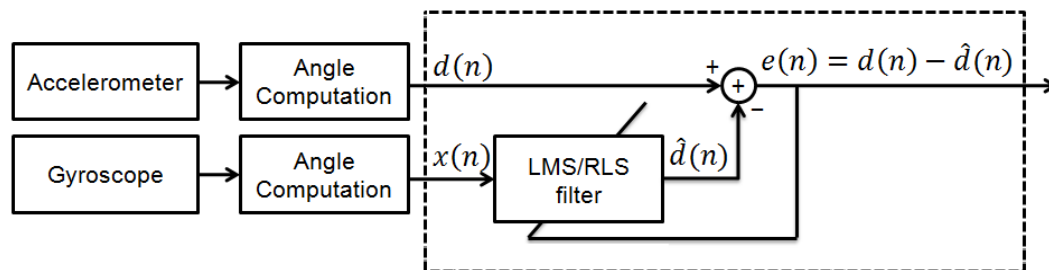 Accelerometer
Angle
Computation
d(n)
+
+
−
e(n) = d(n) − d̂(n)
Gyroscope
Angle
Computation
x(n)
LMS/RLS
filter
d̂(n)